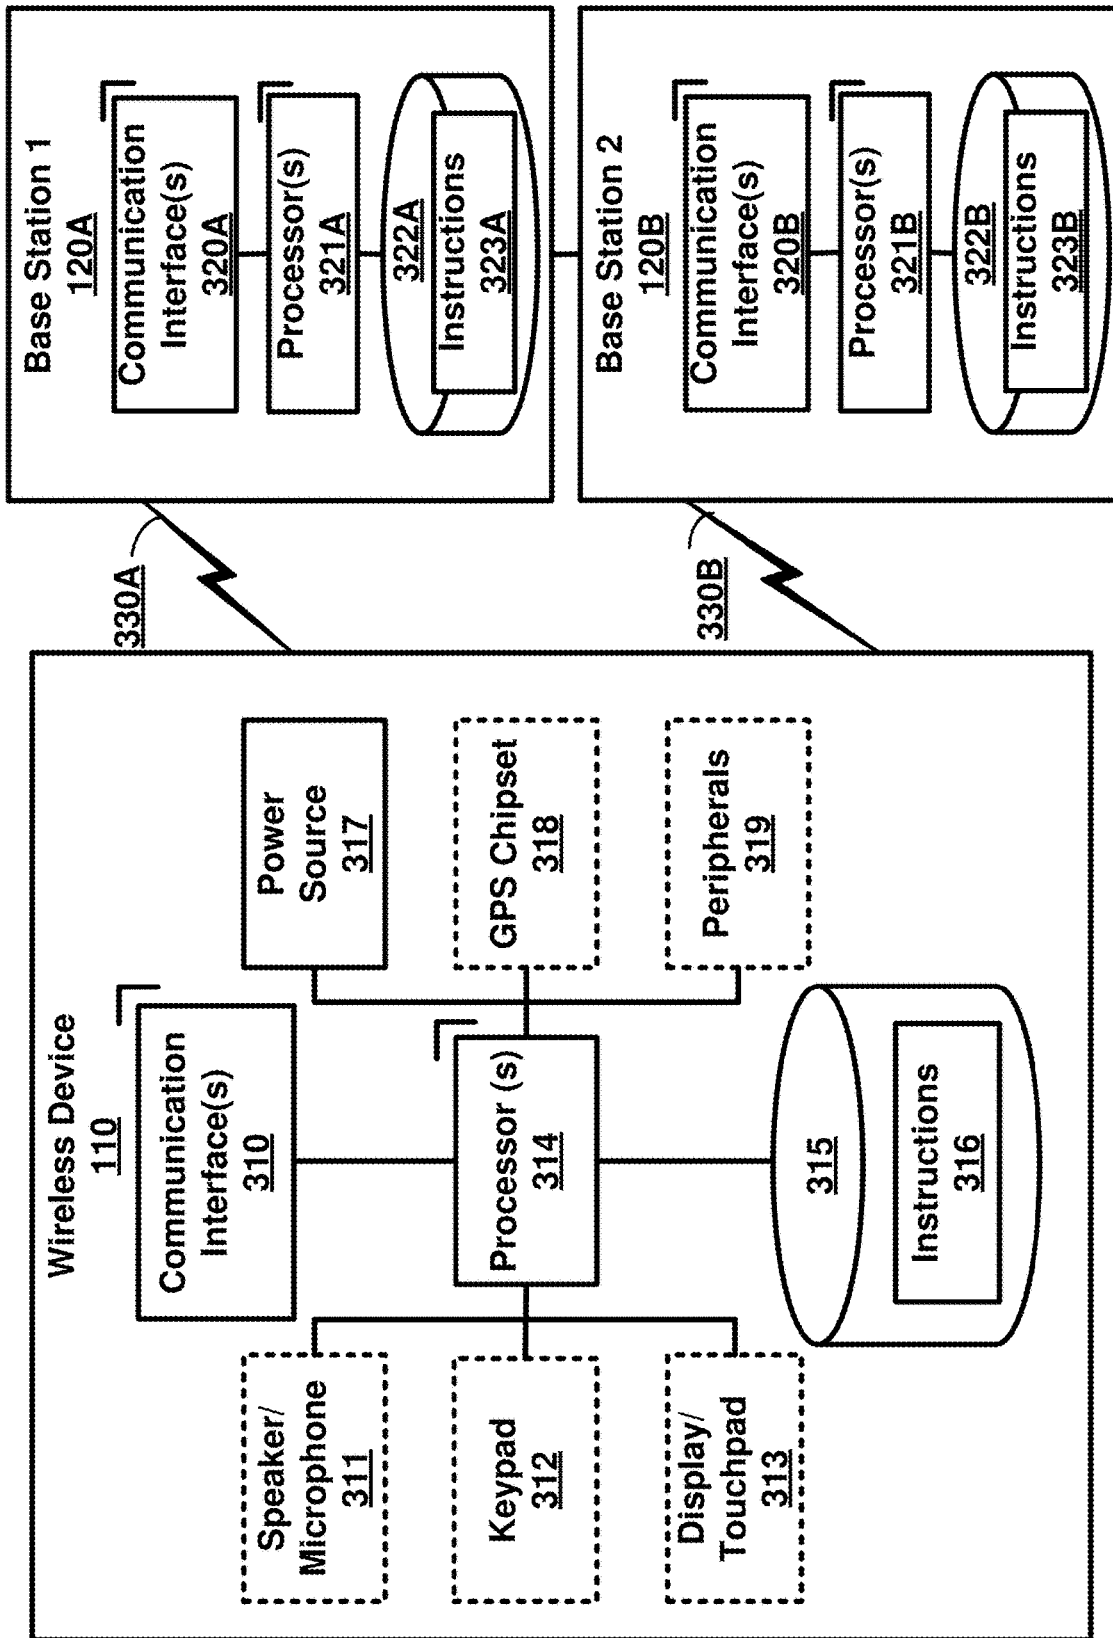 Wireless Device
110
Communication
Interface(s)
310
Speaker/
Microphone
311
Keypad
312
Display/
Touchpad
313
Processor (s)
314
Power
Source
317
GPS Chipset
318
Peripherals
319
315
Instructions
316
330A
330B
Base Station 1
120A
Communication
Interface(s)
320A
Processor(s)
321A
322A
Instructions
323A
Base Station 2
120B
Communication
Interface(s)
320B
Processor(s)
321B
322B
Instructions
323B